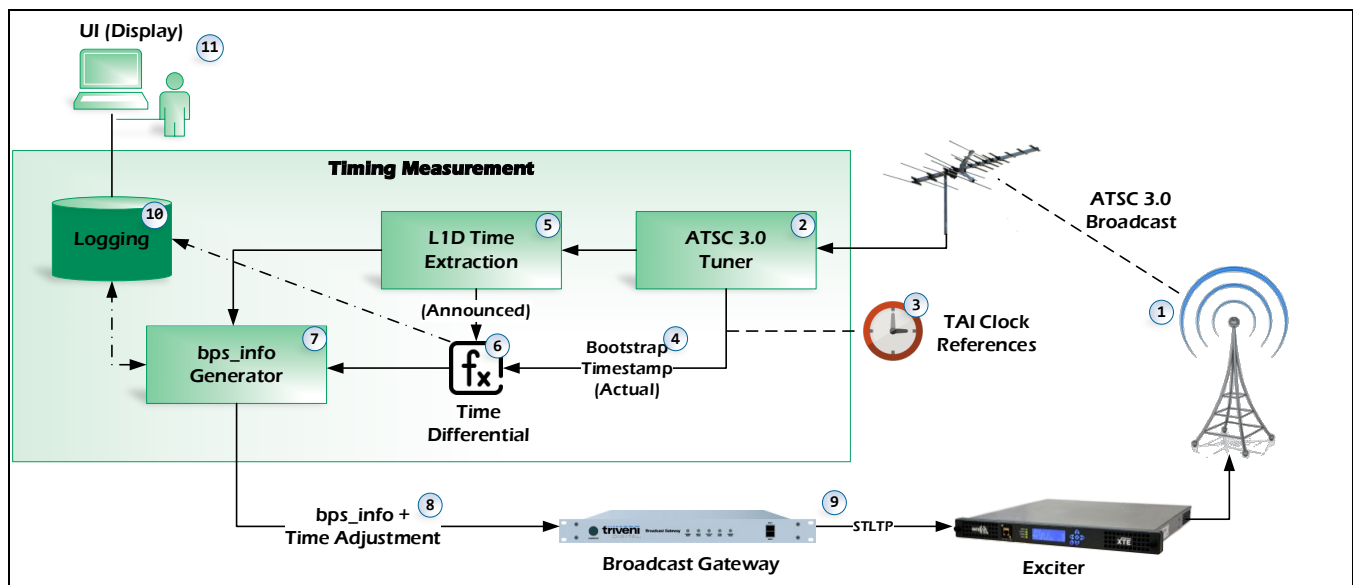 UI (Display)
11
Timing Measurement
10
Logging
5
L1D Time
Extraction
2
ATSC 3.0
Tuner
ATSC 3.0
Broadcast
(Announced)
3
TAI Clock
References
1
7
bps_info
Generator
6
fx
Time
Differential
Bootstrap
4
Timestamp
(Actual)
8
bps_info +
Time Adjustment
triveni
Broadcast Gateway
9
STLTP
XTE
Broadcast Gateway
Exciter